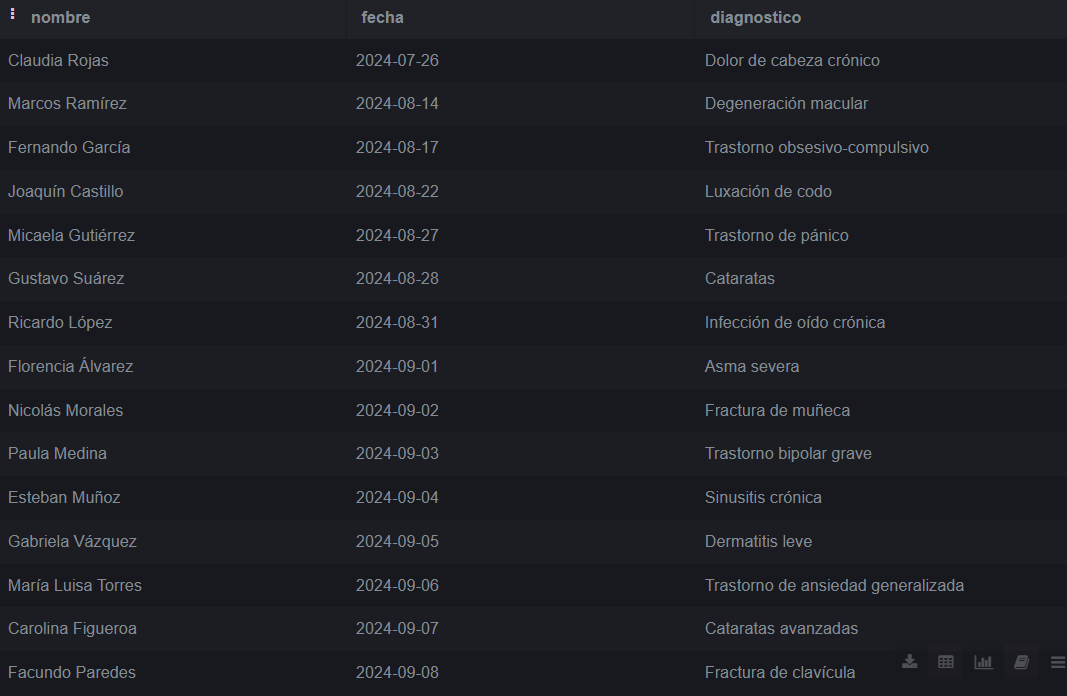 nombre fecha diagnostico
Claudia Rojas 2024-07-26 Dolor de cabeza crónico
Marcos Ramírez 2024-08-14 Degeneración macular
Fernando García 2024-08-17 Trastorno obsesivo-compulsivo
Joaquín Castillo 2024-08-22 Luxación de codo
Micaela Gutiérrez 2024-08-27 Trastorno de pánico
Gustavo Suárez 2024-08-28 Cataratas
Ricardo López 2024-08-31 Infección de oído crónica
Florencia Álvarez 2024-09-01 Asma severa
Nicolás Morales 2024-09-02 Fractura de muñeca
Paula Medina 2024-09-03 Trastorno bipolar grave
Esteban Muñoz 2024-09-04 Sinusitis crónica
Gabriela Vázquez 2024-09-05 Dermatitis leve
María Luisa Torres 2024-09-06 Trastorno de ansiedad generalizada
Carolina Figueroa 2024-09-07 Cataratas avanzadas
Facundo Paredes 2024-09-08 Fractura de clavícula